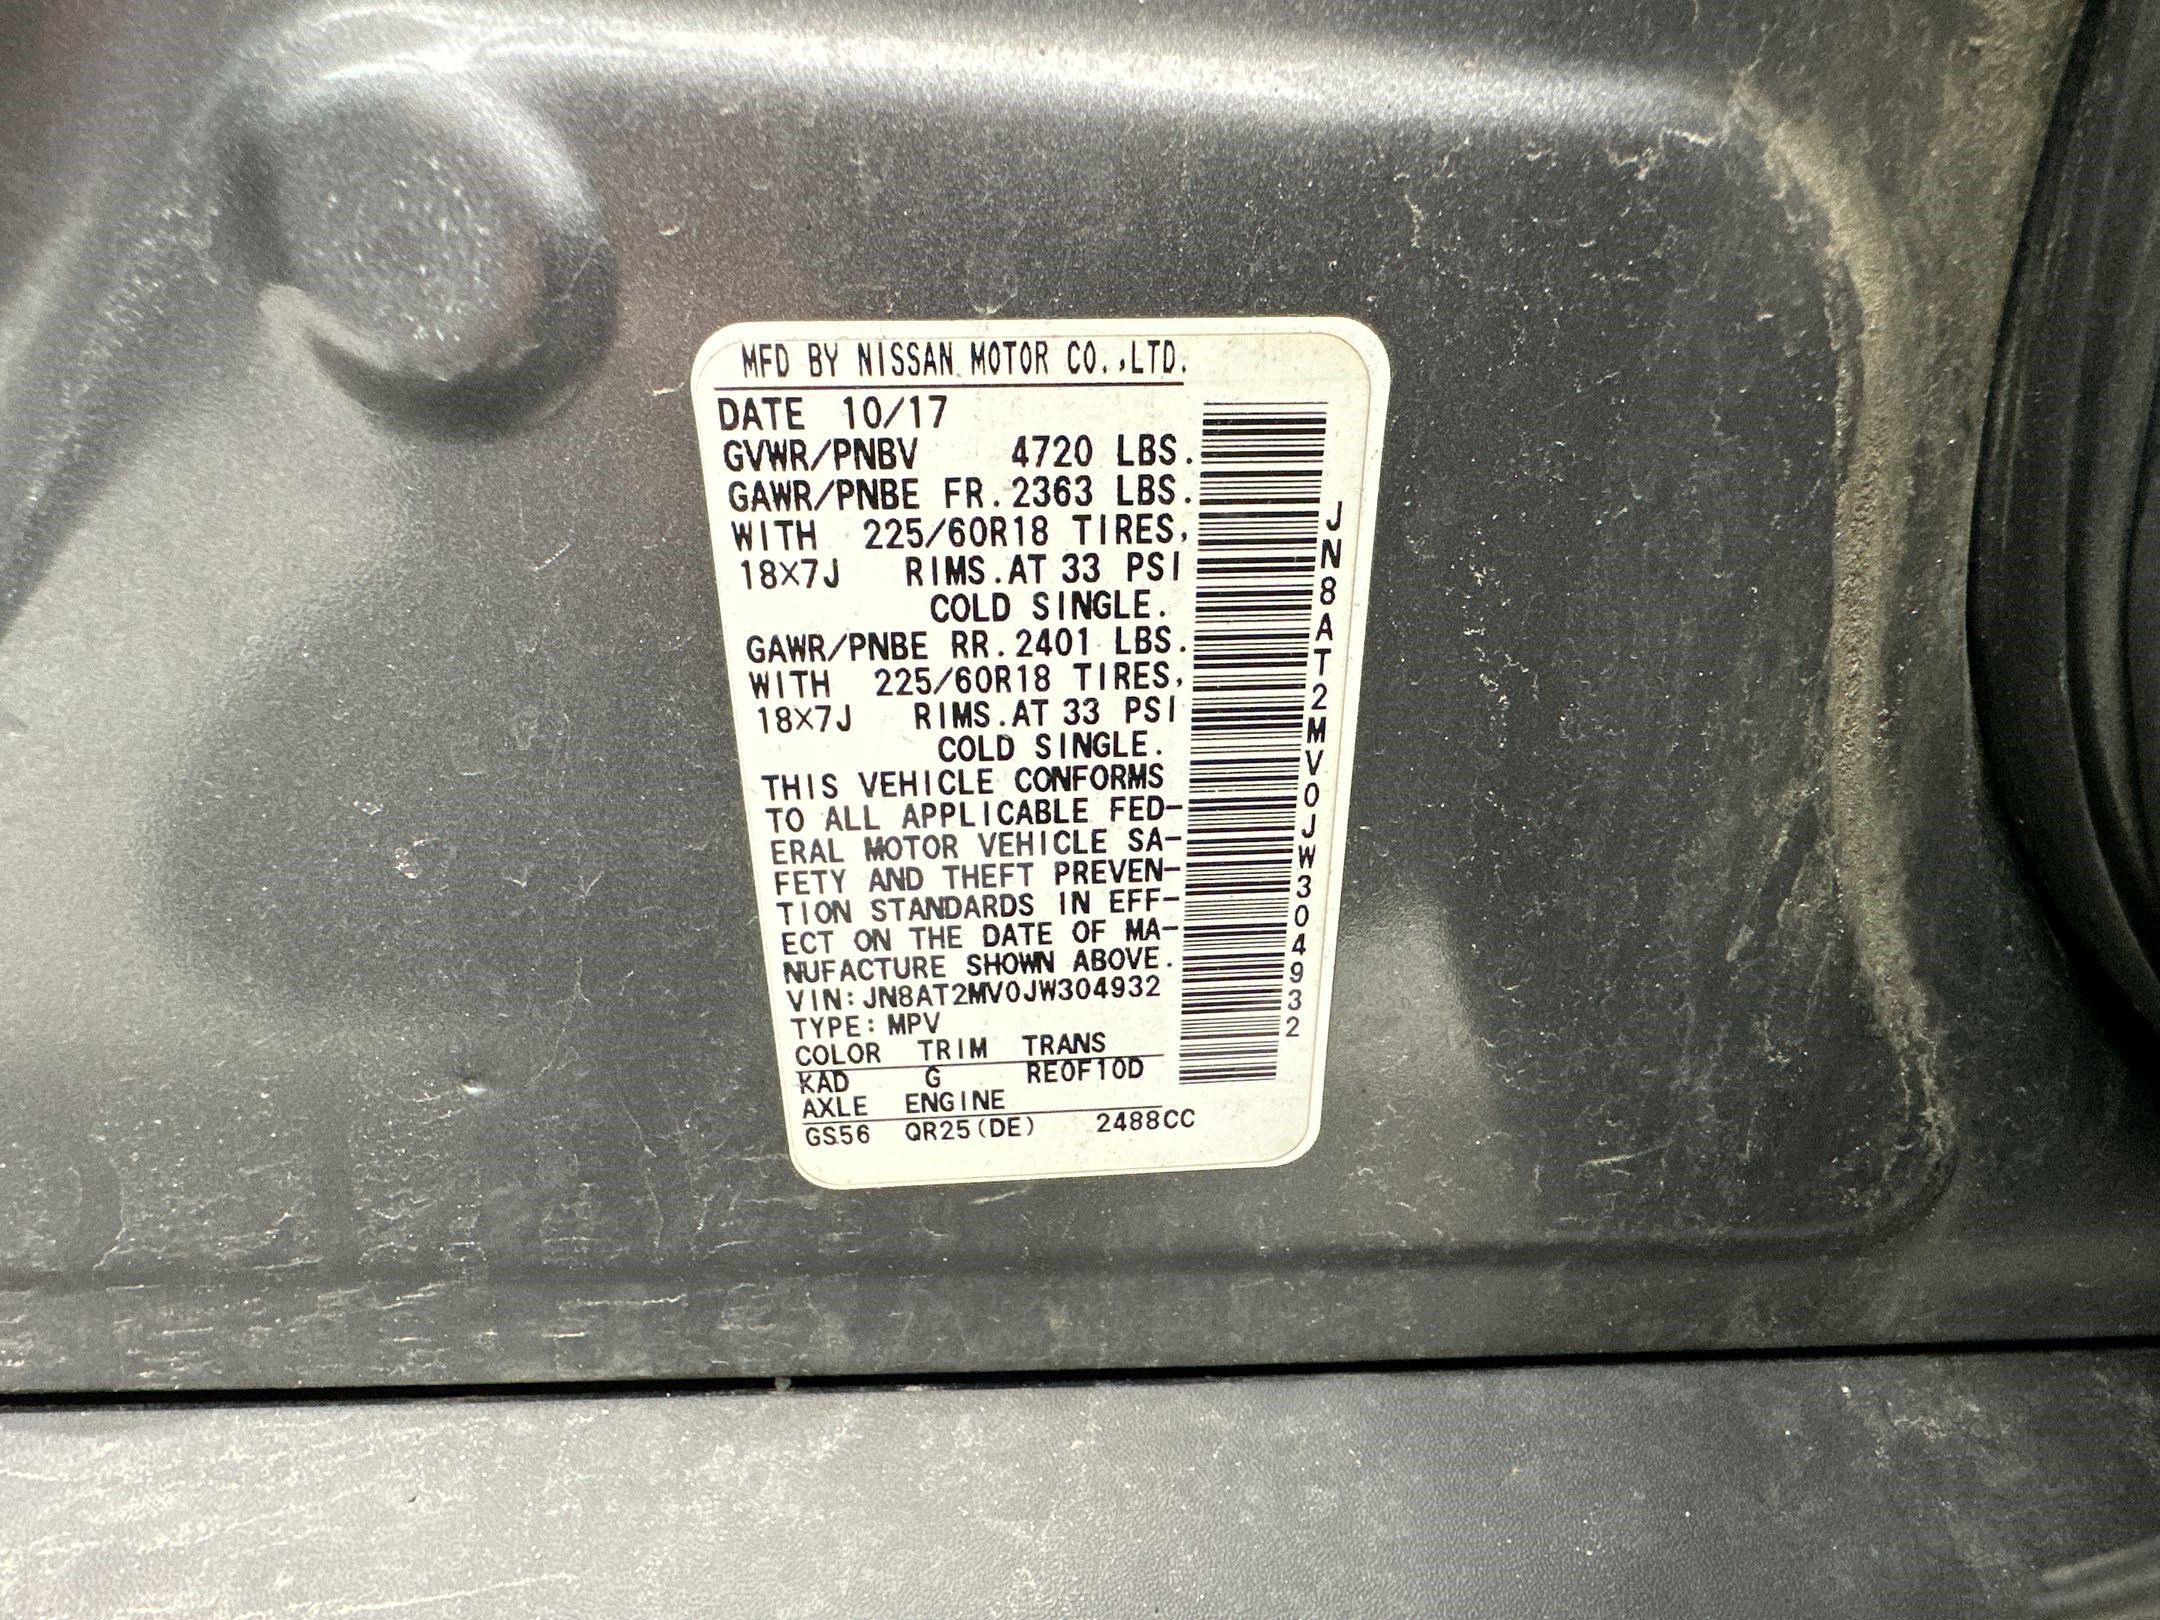 MFD BY NISSAN MOTOR CO.,LTD.
DATE 10/17
GVWR/PNBV 4720 LBS.
GAWR/PNBE FR.2363 LBS.
WITH 225/60R18 TIRES,
18X7J RIMS.AT 33 PSI
COLD SINGLE.
GAWR/PNBE RR.2401 LBS.
WITH 225/60R18 TIRES,
18X7J RIMS.AT 33 PSI
COLD SINGLE.
THIS VEHICLE CONFORMS
TO ALL APPLICABLE FED-
ERAL MOTOR VEHICLE SA-
FETY AND THEFT PREVEN-
TION STANDARDS IN EFF-
ECT ON THE DATE OF MA-
NUFACTURE SHOWN ABOVE.
VIN:JN8AT2MV0JW304932
TYPE:MPV
COLOR TRIM TRANS
KAD G RE0F10D
AXLE ENGINE
GS56 QR25(DE) 2488CC
JN8AT2MV0JW304932